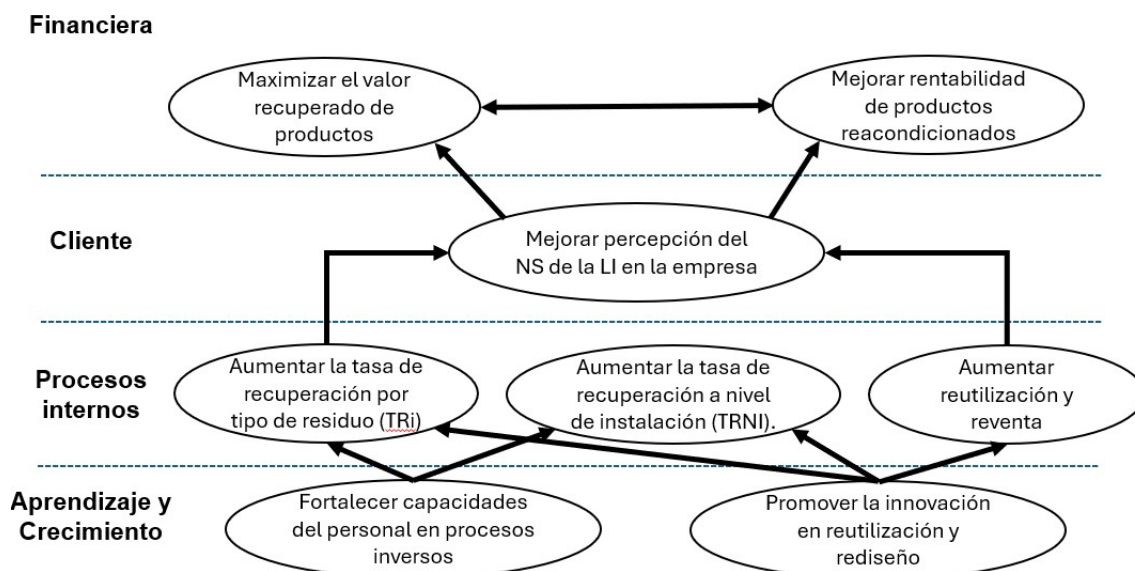 Financiera
Maximizar el valor
recuperado de
productos
Mejorar rentabilidad
de productos
reacondicionados
Cliente
Mejorar percepción del
NS de la LI en la empresa
Procesos
internos
Aumentar la tasa de
recuperación por
tipo de residuo (TRi)
Aumentar la tasa de
recuperación a nivel
de instalación (TRNI).
Aumentar
reutilización y
reventa
Aprendizaje y
Crecimiento
Fortalecer capacidades
del personal en procesos
inversos
Promover la innovación
en reutilización y
rediseño